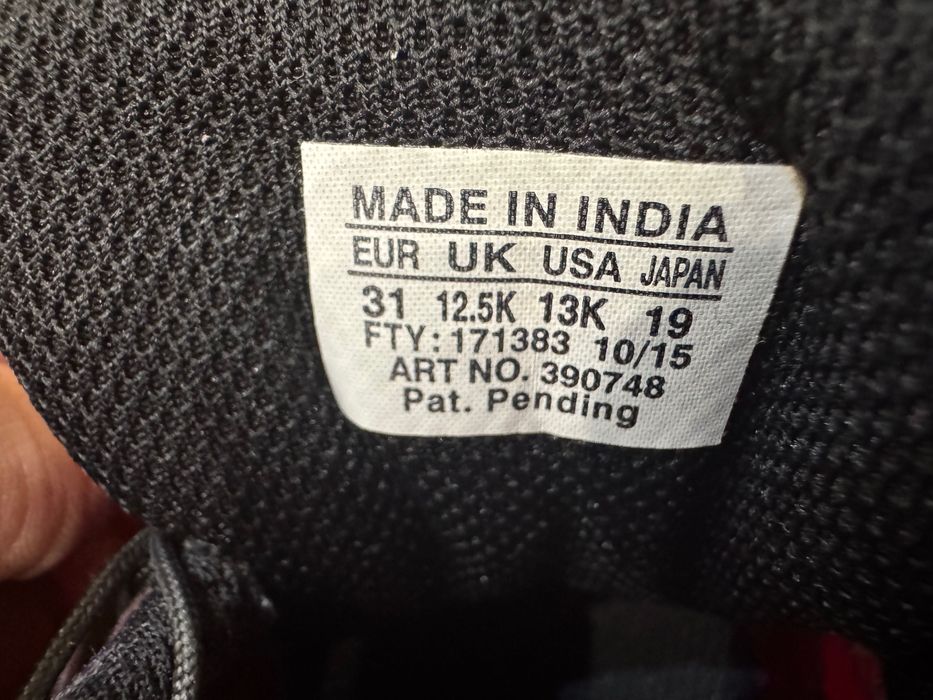 MADE IN INDIA
EUR UK USA JAPAN
31 12.5K 13K 19
FTY: 171383 10/15
ART NO. 390748
Pat. Pending